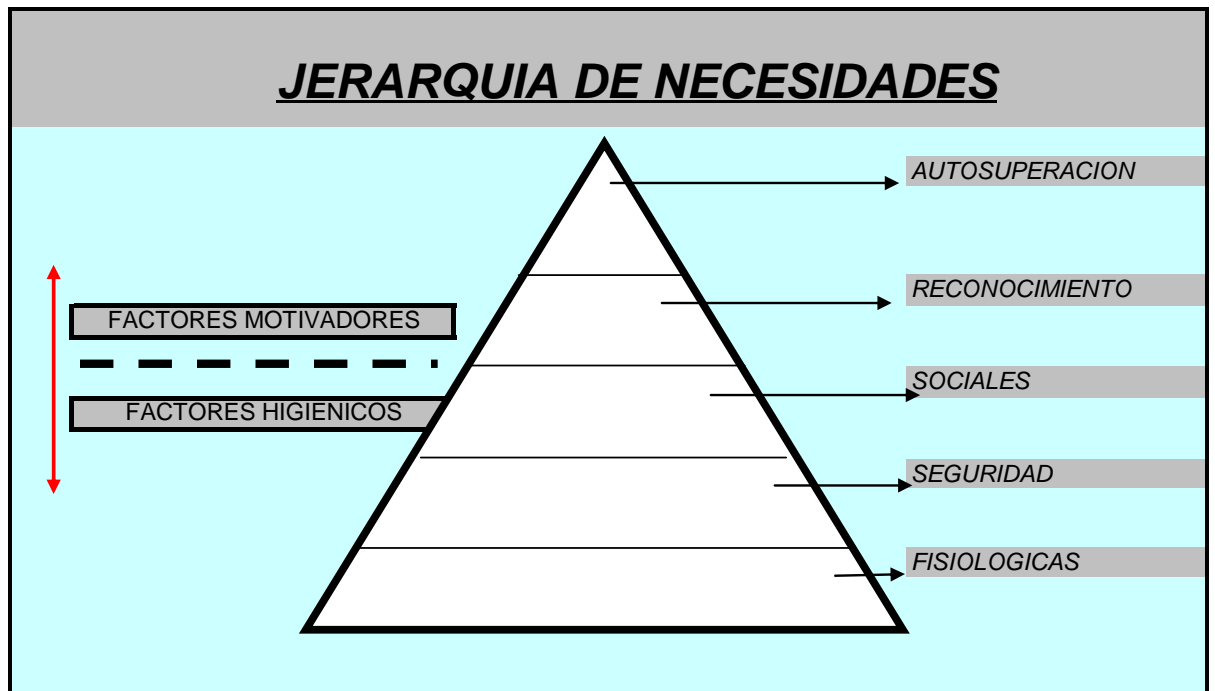 JERARQUIA DE NECESIDADES
AUTOSUPERACION
RECONOCIMIENTO
FACTORES MOTIVADORES
SOCIALES
FACTORES HIGIENICOS
SEGURIDAD
FISIOLOGICAS